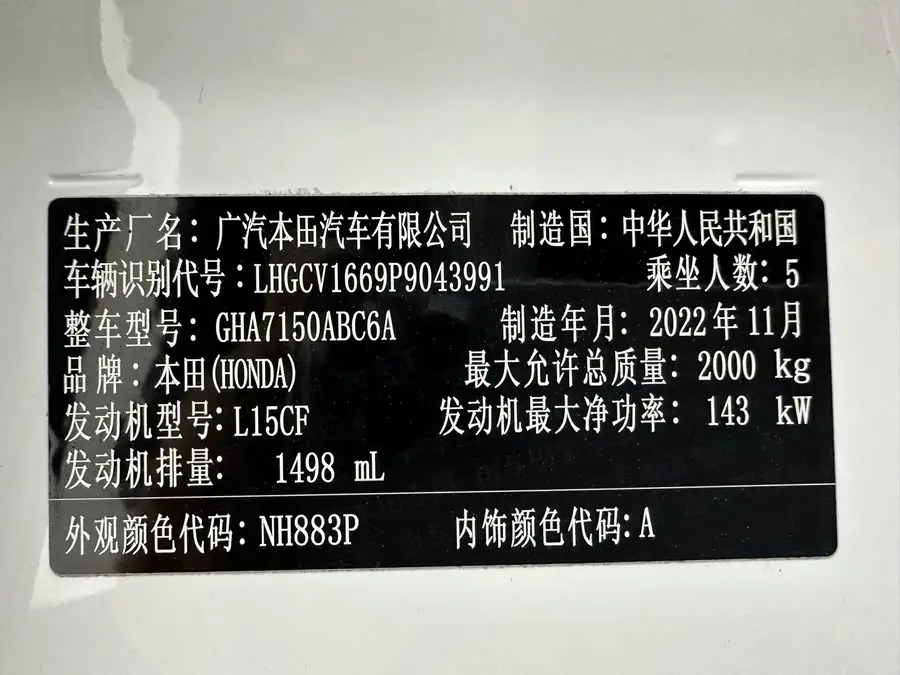 生产厂名：广汽本田汽车有限公司 制造国：中华人民共和国
车辆识别代号：LHGCV1669P9043991 乘坐人数：5
整车型号：GHA7150ABC6A 制造年月：2022年11月
品牌：本田(HONDA) 最大允许总质量：2000 kg
发动机型号：L15CF 发动机最大净功率：143 kW
发动机排量：1498 mL
外观颜色代码：NH883P 内饰颜色代码：A